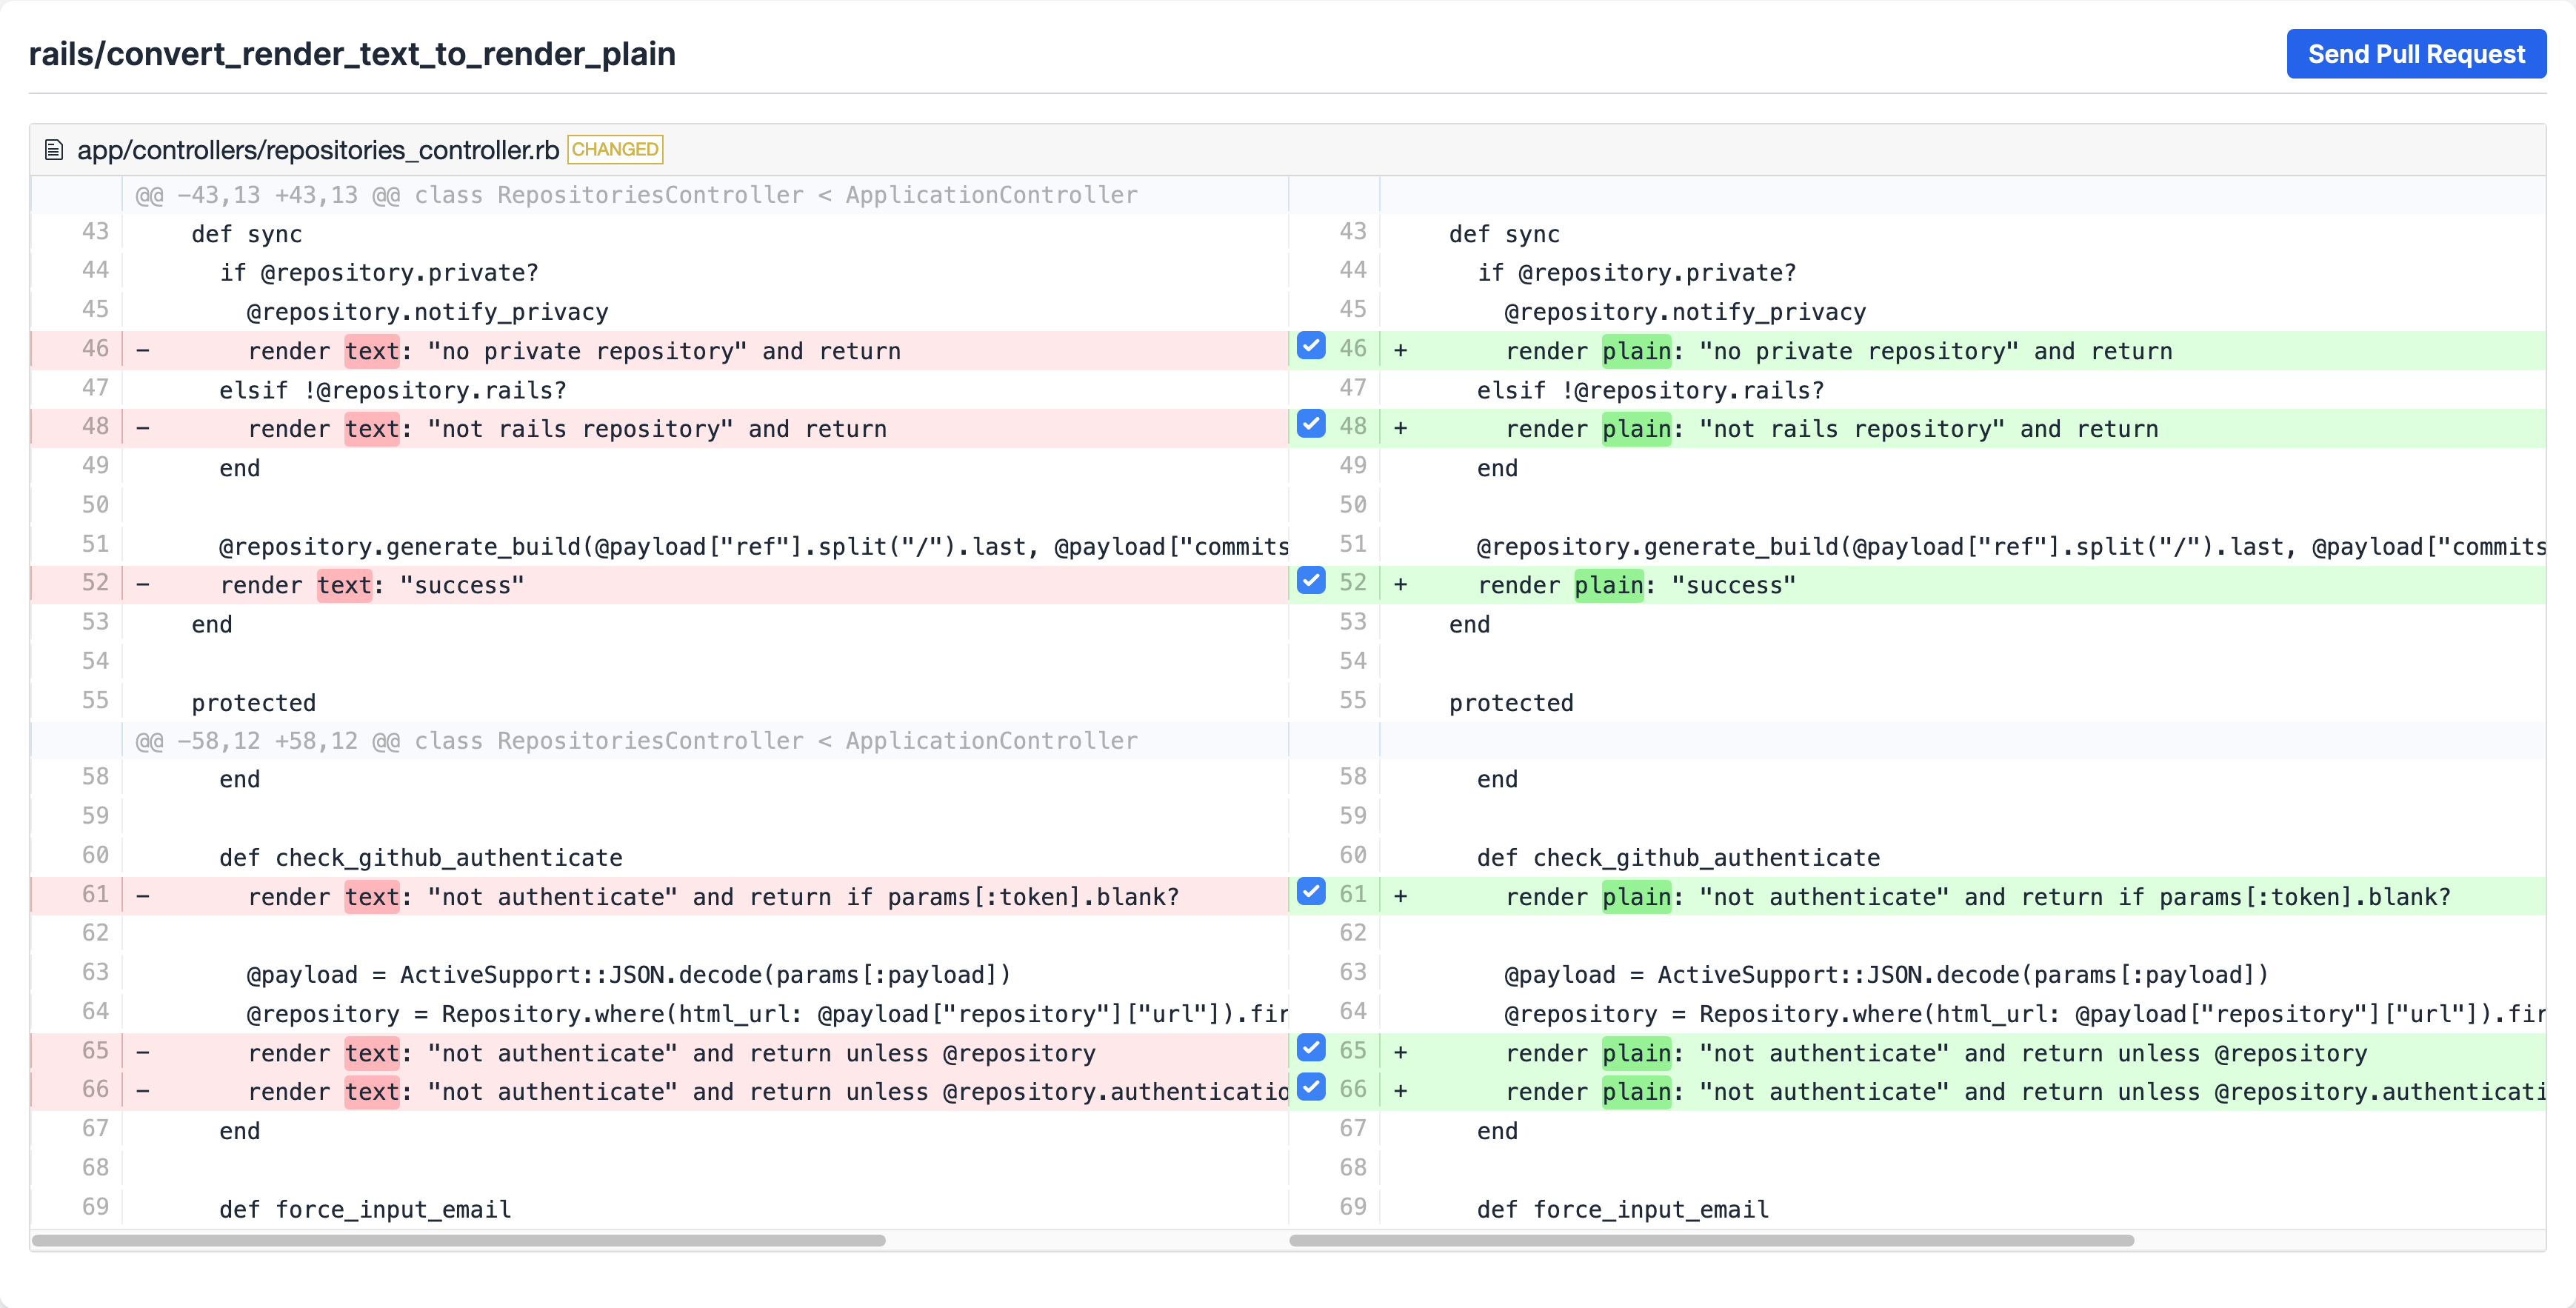 rails/convert_render_text_to_render_plain
Send Pull Request
app/controllers/repositories_controller.rb CHANGED
@@ -43,13 +43,13 @@ class RepositoriesController < ApplicationController
43 def sync 43 def sync
44 if @repository.private? 44 if @repository.private?
45 @repository.notify_privacy 45 @repository.notify_privacy
46 - render text: "no private repository" and return 46 + render plain: "no private repository" and return
47 elsif !@repository.rails? 47 elsif !@repository.rails?
48 - render text: "not rails repository" and return 48 + render plain: "not rails repository" and return
49 end 49 end
50 50
51 @repository.generate_build(@payload["ref"].split("/").last, @payload["commits 51 @repository.generate_build(@payload["ref"].split("/").last, @payload["commits
52 - render text: "success" 52 + render plain: "success"
53 end 53 end
54 54
55 protected 55 protected
@@ -58,12 +58,12 @@ class RepositoriesController < ApplicationController
58 end 58 end
59 59
60 def check_github_authenticate 60 def check_github_authenticate
61 - render text: "not authenticate" and return if params[:token].blank? 61 + render plain: "not authenticate" and return if params[:token].blank?
62 62
63 @payload = ActiveSupport::JSON.decode(params[:payload]) 63 @payload = ActiveSupport::JSON.decode(params[:payload])
64 @repository = Repository.where(html_url: @payload["repository"]["url"]).fir 64 @repository = Repository.where(html_url: @payload["repository"]["url"]).fir
65 - render text: "not authenticate" and return unless @repository 65 + render plain: "not authenticate" and return unless @repository
66 - render text: "not authenticate" and return unless @repository.authenticatio 66 + render plain: "not authenticate" and return unless @repository.authenticati
67 end 67 end
68 68
69 def force_input_email 69 def force_input_email